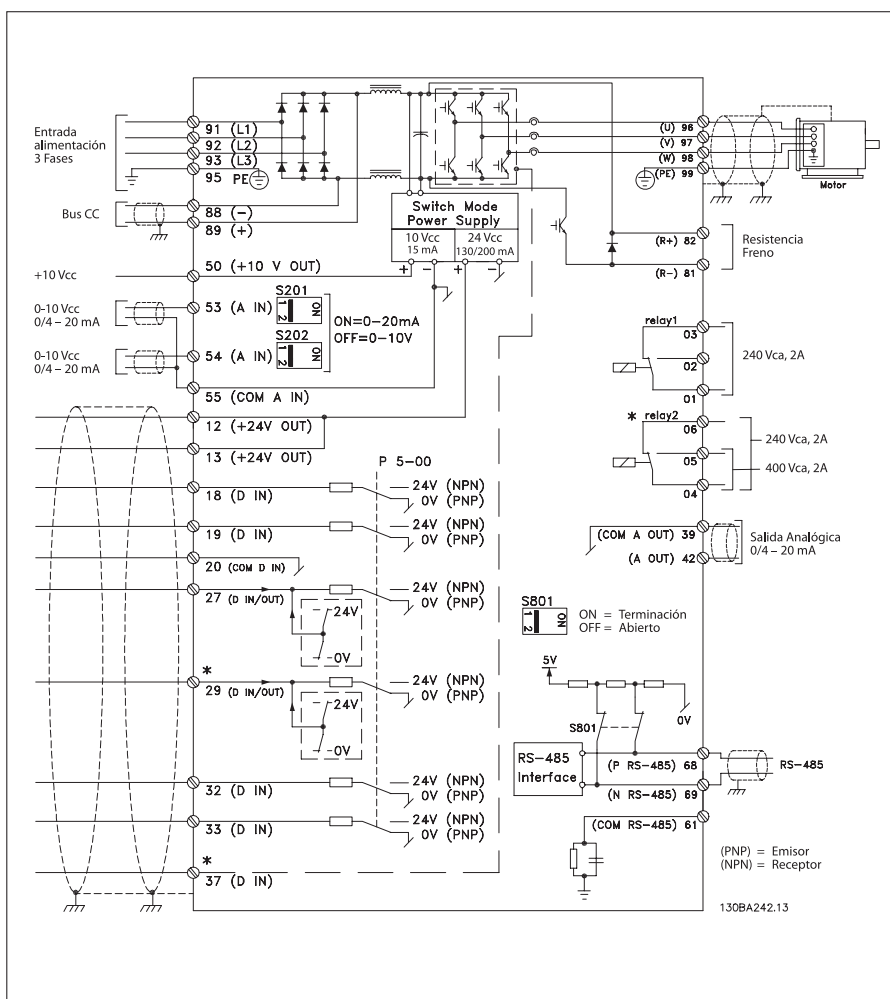 Entrada
alimentación
3 Fases
91 (L1)
92 (L2)
93 (L3)
95 PE
Bus CC
88 (−)
89 (+)
+10 Vcc
50 (+10 V OUT)
0-10 Vcc
0/4 – 20 mA
53 (A IN)
S201
1 2
ON
ON=0–20mA
OFF=0–10V
0-10 Vcc
0/4 – 20 mA
54 (A IN)
S202
1 2
ON
55 (COM A IN)
12 (+24V OUT)
13 (+24V OUT)
P 5-00
18 (D IN)
24V (NPN)
0V (PNP)
19 (D IN)
24V (NPN)
0V (PNP)
20 (COM D IN)
27 (D IN/OUT)
24V (NPN)
0V (PNP)
24V
0V
*
29 (D IN/OUT)
24V (NPN)
0V (PNP)
24V
0V
32 (D IN)
24V (NPN)
0V (PNP)
33 (D IN)
24V (NPN)
0V (PNP)
*
37 (D IN)
Switch Mode
Power Supply
10 Vcc
15 mA
24 Vcc
130/200 mA
+ − + −
(U) 96
(V) 97
(W) 98
(PE) 99
Motor
(R+) 82
(R−) 81
Resistencia
Freno
relay1
03
02
01
240 Vca, 2A
* relay2
06
05
04
240 Vca, 2A
400 Vca, 2A
(COM A OUT) 39
(A OUT) 42
Salida Analógica
0/4 – 20 mA
S801
1 2
ON
ON = Terminación
OFF = Abierto
5V
0V
S801
RS-485
Interface
(P RS-485) 68
(N RS-485) 69
(COM RS-485) 61
RS-485
(PNP) = Emisor
(NPN) = Receptor
130BA242.13